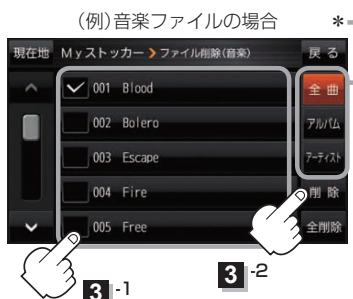 (例)音楽ファイルの場合
*
現在地 Myストッカー ファイル削除(音楽) 戻る
001 Blood 全曲
002 Bolero アルバム
003 Escape アーティスト
004 Fire 削除
005 Free 全削除
3-1
3-2